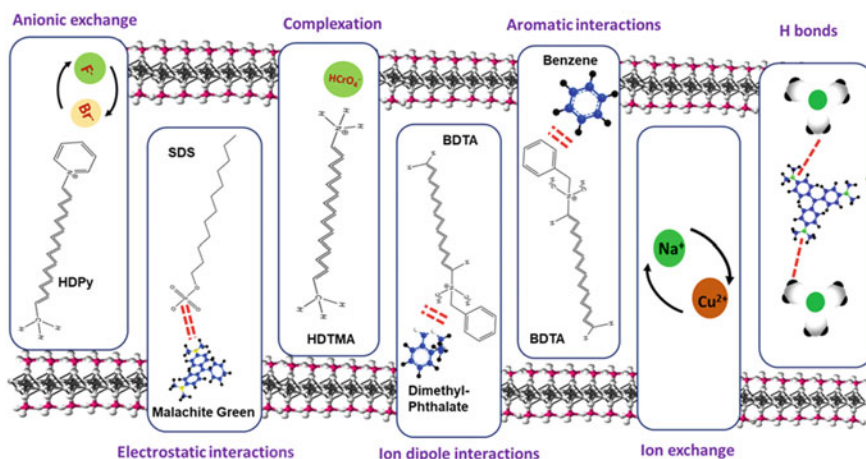 Anionic exchange
Complexation
Aromatic interactions
H bonds
F⁻
Br⁻
HDPy
SDS
Malachite Green
HCrO₄⁻
HDTMA
BDTA
Dimethyl-
Phthalate
Benzene
BDTA
Na⁺
Cu²⁺
Electrostatic interactions
Ion dipole interactions
Ion exchange